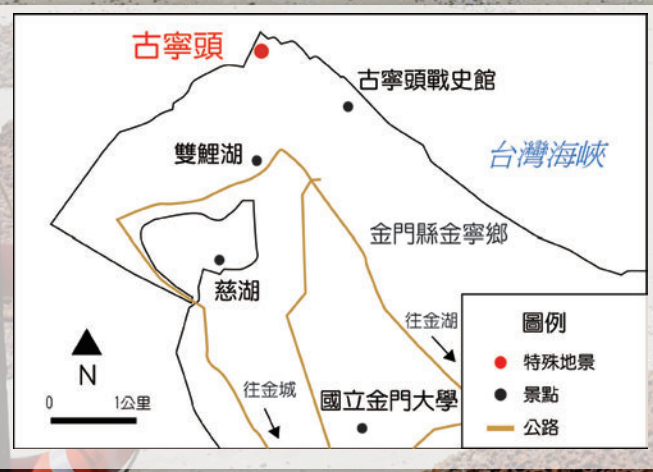 古寧頭
古寧頭戰史館
雙鯉湖
台灣海峽
金門縣金寧鄉
慈湖
往金湖
N
0 1公里
往金城
國立金門大學
圖例
特殊地景
景點
公路